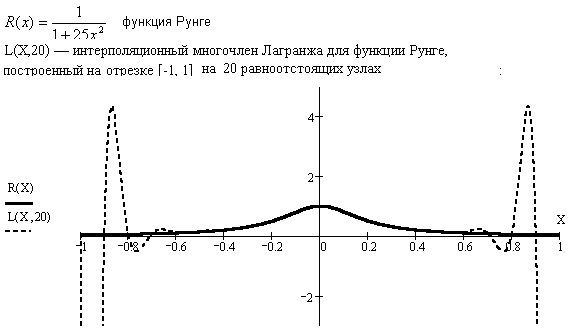 R(x) = 1 / (1 + 25x²) функция Рунге
L(X,20) — интерполяционный многочлен Лагранжа для функции Рунге,
построенный на отрезке [-1, 1] на 20 равноотстоящих узлах :
4
2
R(X)
L(X,20)
X
−1 −0.8 −0.6 −0.4 −0.2 0 0.2 0.4 0.6 0.8 1
−2